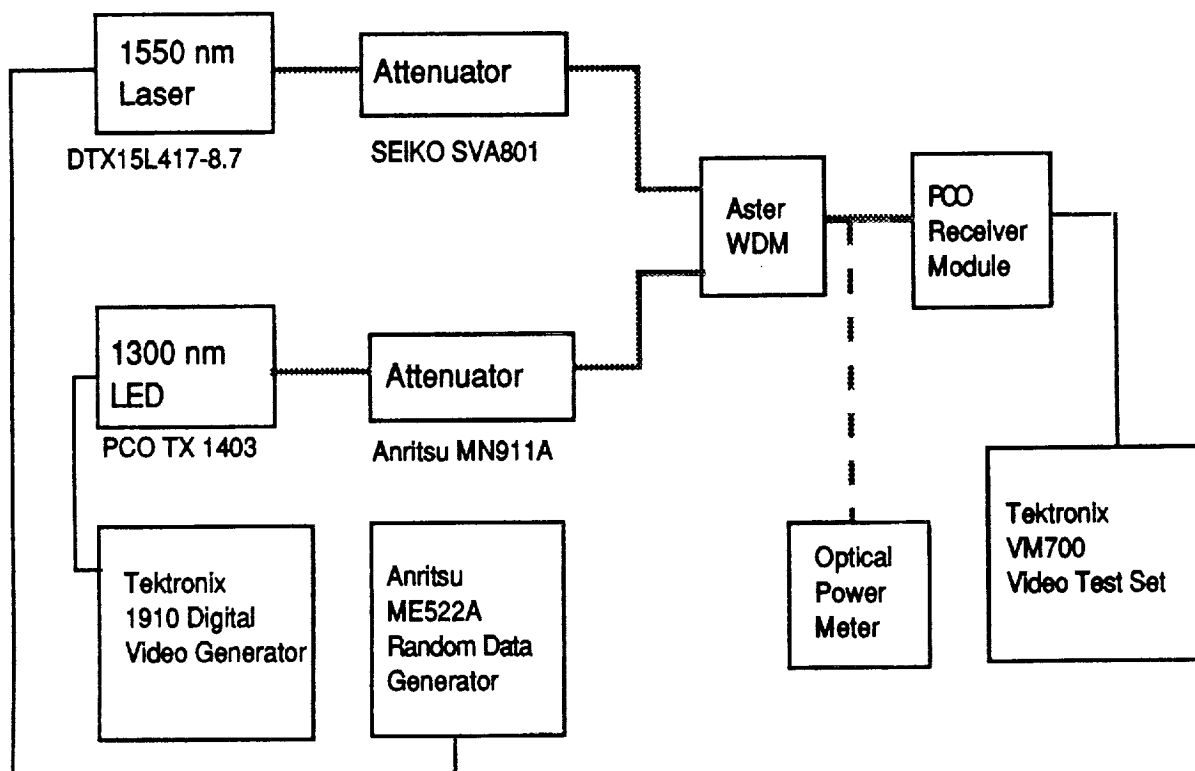 1550 nm
Laser
DTX15L417-8.7
Attenuator
SEIKO SVA801
Aster
WDM
PCO
Receiver
Module
1300 nm
LED
PCO TX 1403
Attenuator
Anritsu MN911A
Tektronix
1910 Digital
Video Generator
Anritsu
ME522A
Random Data
Generator
Optical
Power
Meter
Tektronix
VM700
Video Test Set